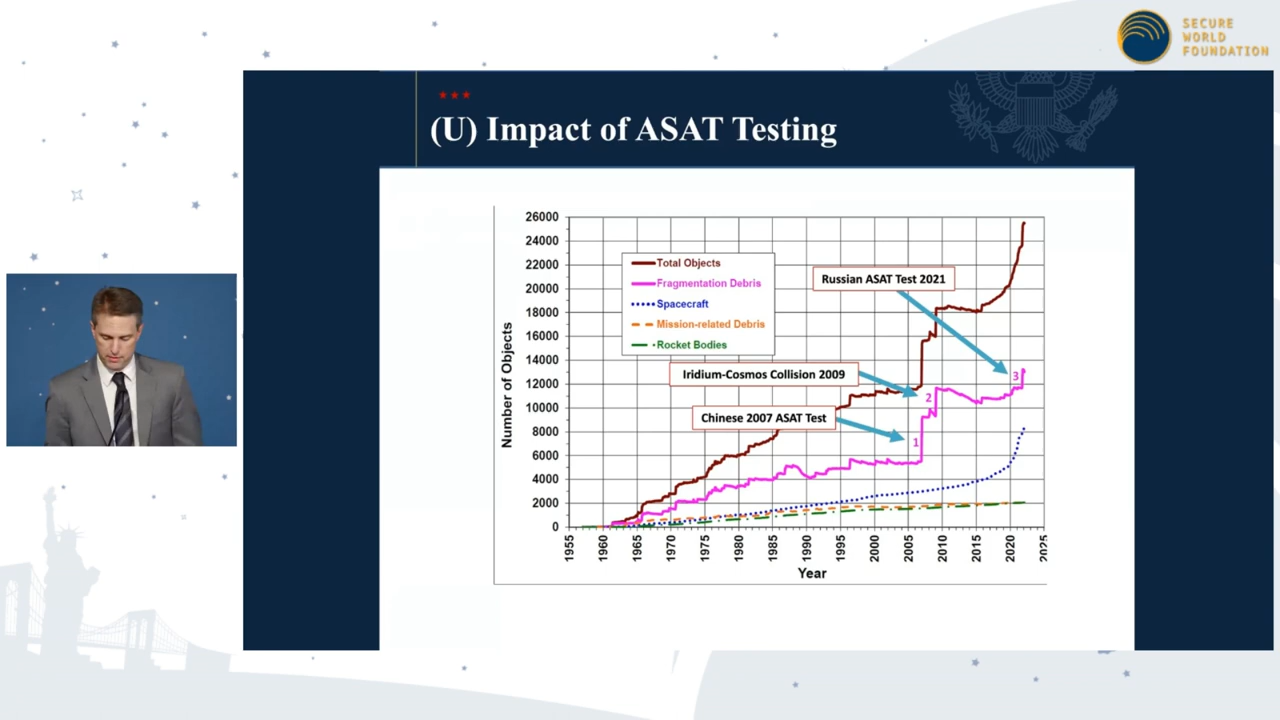 SECURE
WORLD
FOUNDATION
(U) Impact of ASAT Testing
26000
24000
22000
20000
18000
16000
14000
12000
10000
8000
6000
4000
2000
0
Number of Objects
Total Objects
Fragmentation Debris
Spacecraft
Mission-related Debris
Rocket Bodies
Russian ASAT Test 2021
Iridium-Cosmos Collision 2009
Chinese 2007 ASAT Test
3
2
1
1955
1960
1965
1970
1975
1980
1985
1990
1995
2000
2005
2010
2015
2020
2025
Year